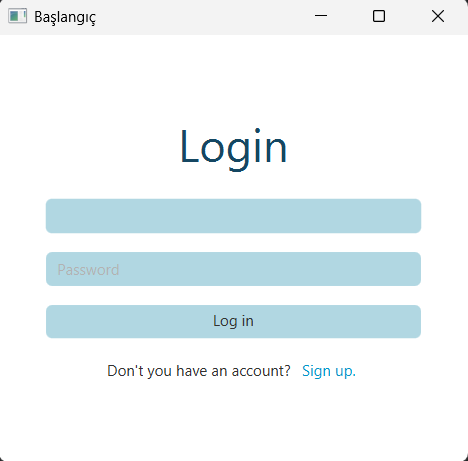 Başlangıç
Login
Password
Log in
Don't you have an account? Sign up.